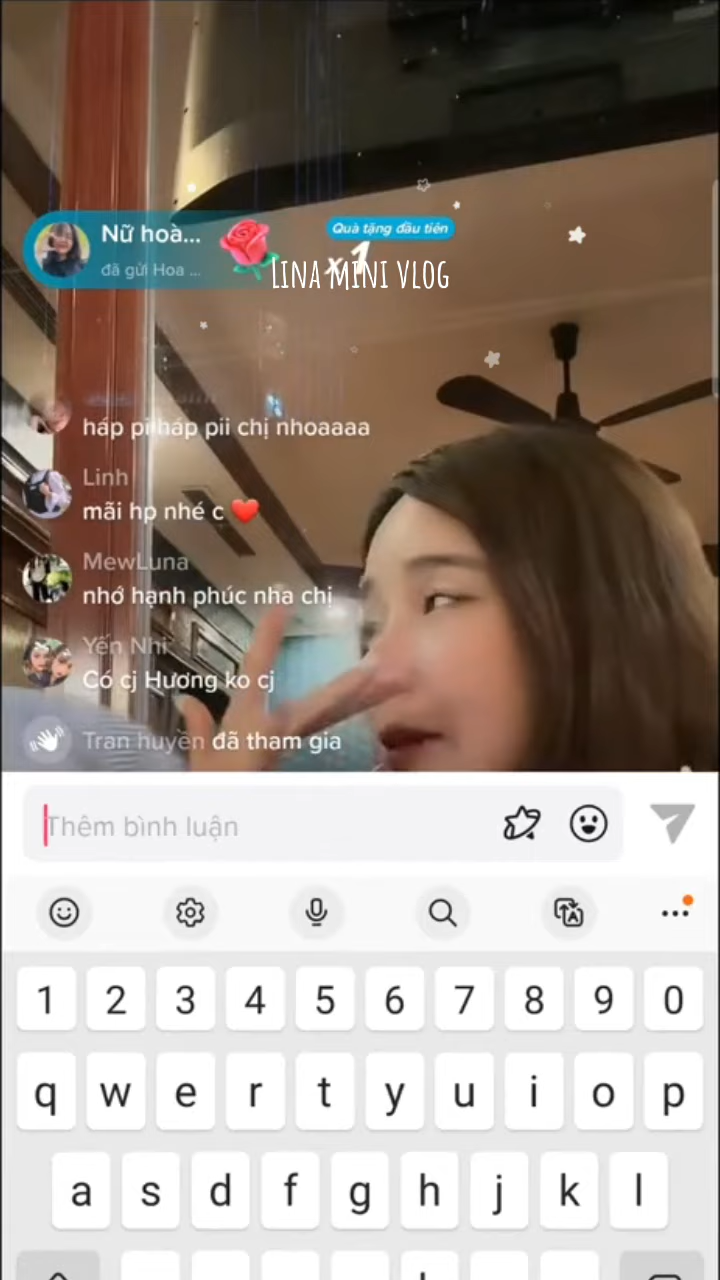 Nữ hoà...
đã gửi Hoa ...
Quà tặng đầu tiên
x1
LINA MINI VLOG
háp pi háp pii chị nhoaaaa
Linh
mãi hp nhé c ❤️
MewLuna
nhớ hạnh phúc nha chị
Yến Nhi
Có cj Hương ko cj
Tran huyền đã tham gia
Thêm bình luận
1 2 3 4 5 6 7 8 9 0
q w e r t y u i o p
a s d f g h j k l